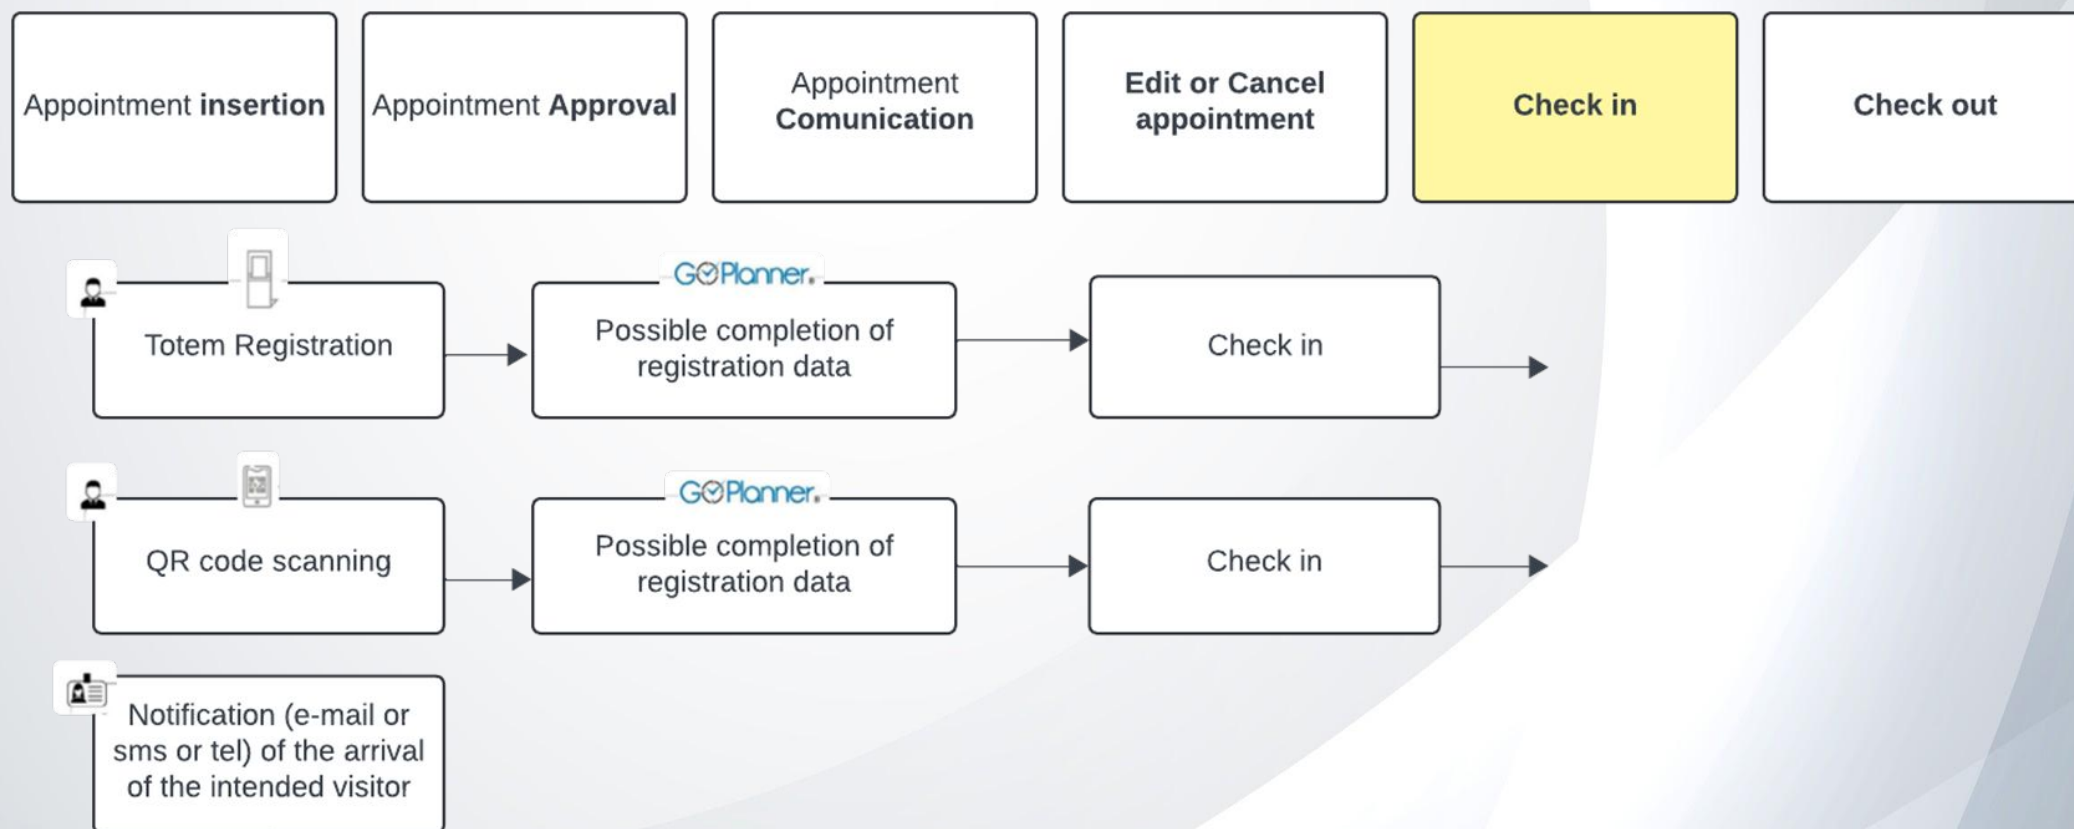 Appointment insertion
Appointment Approval
Appointment
Comunication
Edit or Cancel
appointment
Check in
Check out
Totem Registration
GOPlanner®
Possible completion of
registration data
Check in
QR code scanning
GOPlanner®
Possible completion of
registration data
Check in
Notification (e-mail or
sms or tel) of the arrival
of the intended visitor